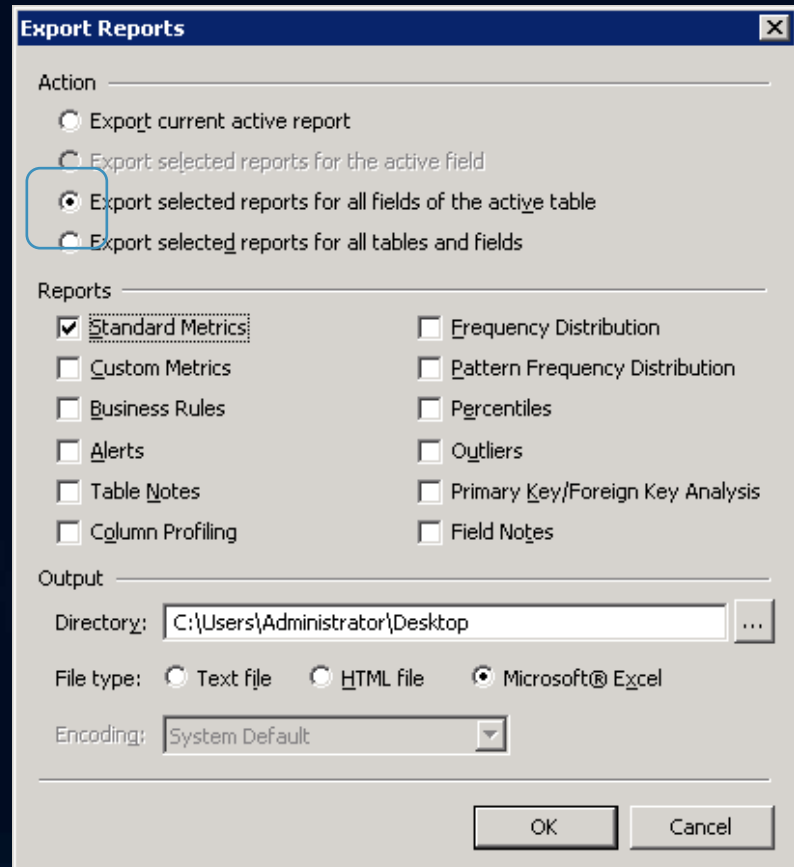 Export Reports
Action
Export current active report
Export selected reports for the active field
Export selected reports for all fields of the active table
Export selected reports for all tables and fields
Reports
Standard Metrics
Frequency Distribution
Custom Metrics
Pattern Frequency Distribution
Business Rules
Percentiles
Alerts
Outliers
Table Notes
Primary Key/Foreign Key Analysis
Column Profiling
Field Notes
Output
Directory: C:\Users\Administrator\Desktop ...
File type: Text file HTML file Microsoft® Excel
Encoding: System Default
OK Cancel